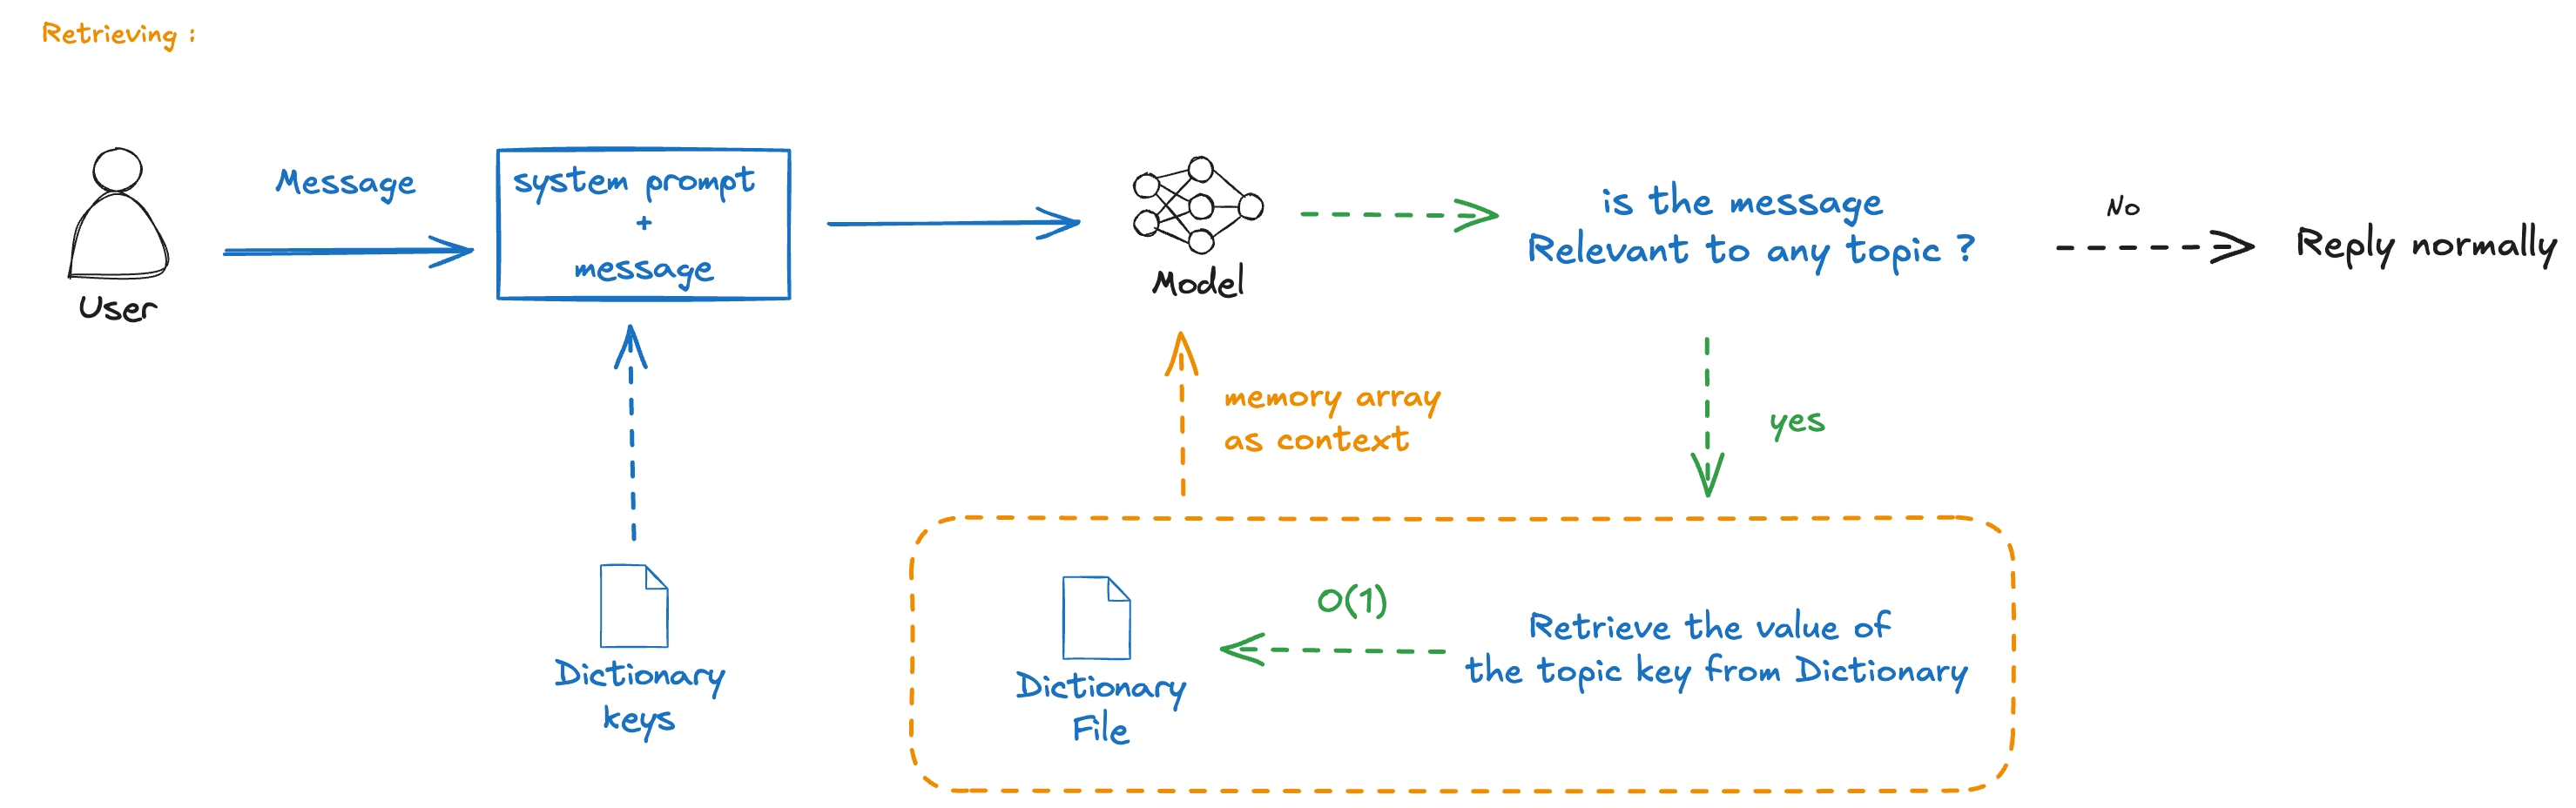 Retrieving :
Message
User
system prompt
+
message
Dictionary
keys
Model
is the message
Relevant to any topic ?
No
Reply normally
yes
memory array
as context
Retrieve the value of
the topic key from Dictionary
O(1)
Dictionary
File